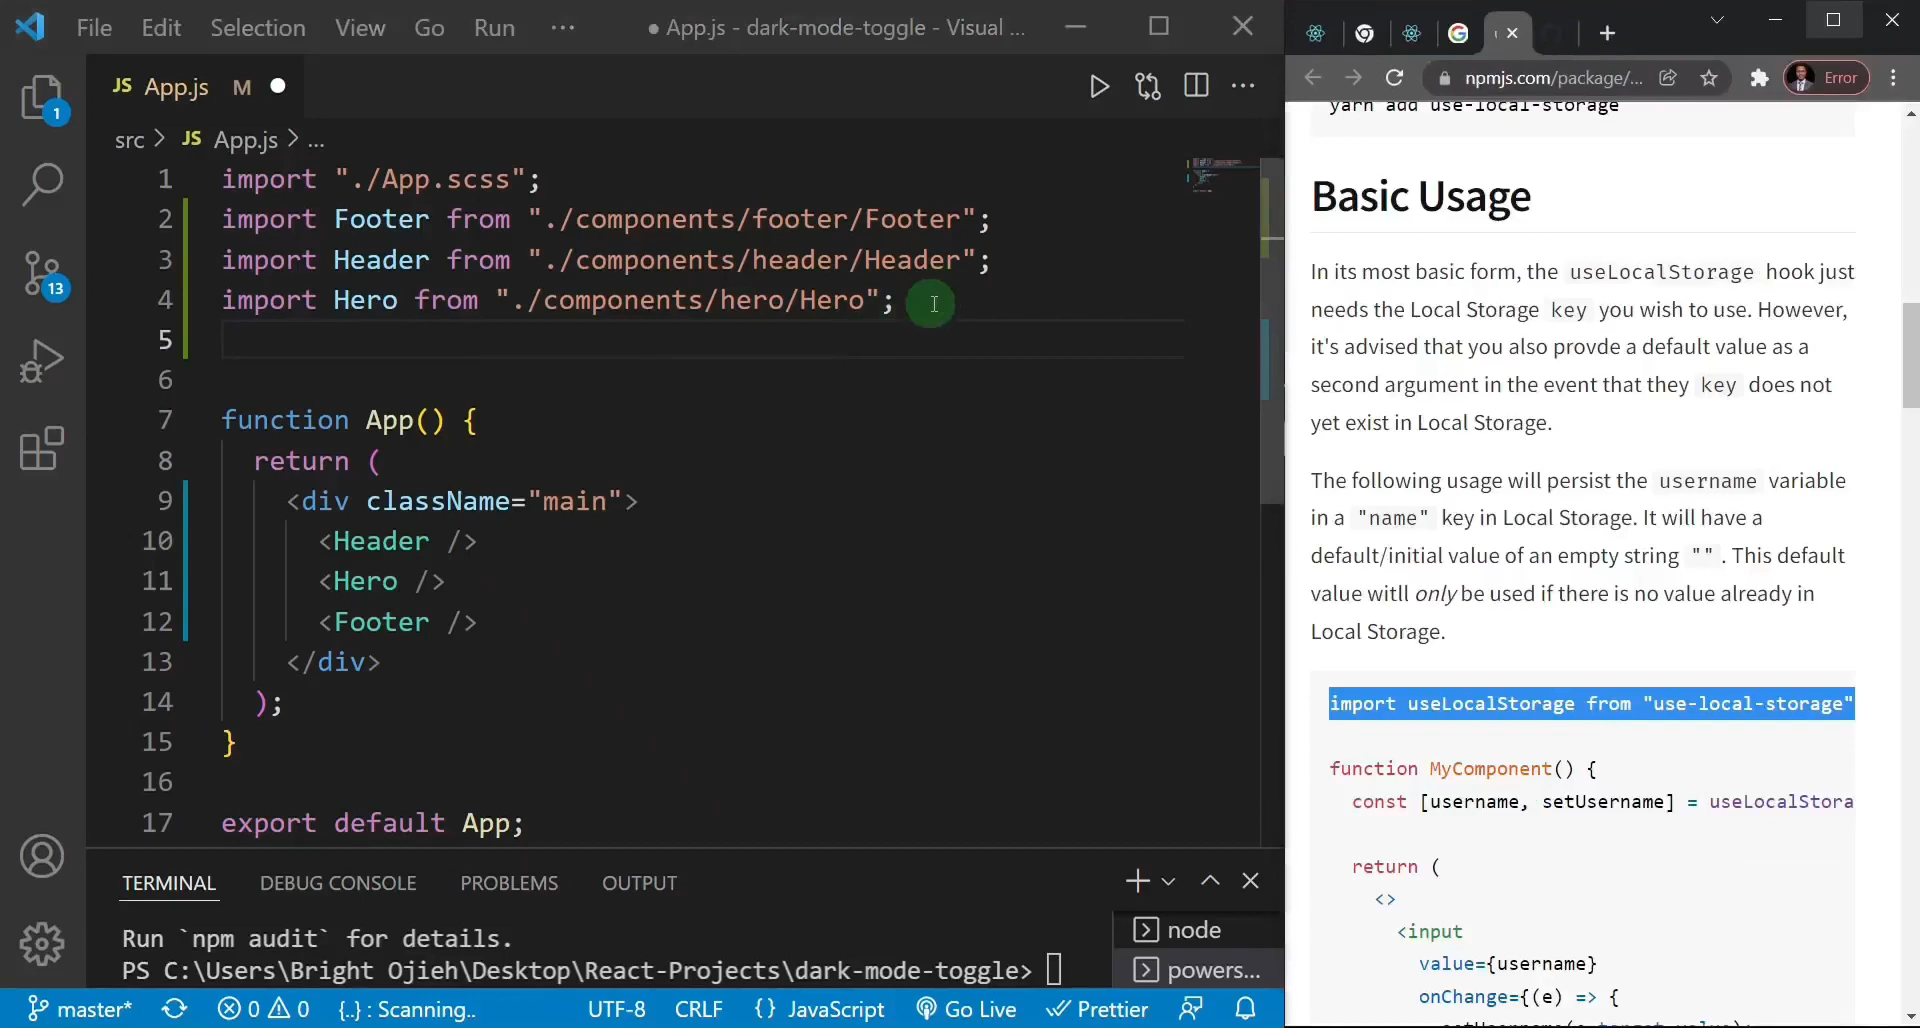 File Edit Selection View Go Run ··· ● App.js - dark-mode-toggle - Visual ...
JS App.js M
src > JS App.js > ...
1 import "./App.scss";
2 import Footer from "./components/footer/Footer";
3 import Header from "./components/header/Header";
4 import Hero from "./components/hero/Hero";
5
6
7 function App() {
8 return (
9 <div className="main">
10 <Header />
11 <Hero />
12 <Footer />
13 </div>
14 );
15 }
16
17 export default App;
1
13
TERMINAL DEBUG CONSOLE PROBLEMS OUTPUT
Run `npm audit` for details.
PS C:\Users\Bright Ojieh\Desktop\React-Projects\dark-mode-toggle>
node
powers...
master* 0 0 {..} : Scanning.. UTF-8 CRLF {} JavaScript Go Live Prettier
npmjs.com/package/... Error
yarn add use-local-storage
Basic Usage
In its most basic form, the useLocalStorage hook just
needs the Local Storage key you wish to use. However,
it's advised that you also provde a default value as a
second argument in the event that they key does not
yet exist in Local Storage.
The following usage will persist the username variable
in a "name" key in Local Storage. It will have a
default/initial value of an empty string "". This default
value witll only be used if there is no value already in
Local Storage.
import useLocalStorage from "use-local-storage"
function MyComponent() {
const [username, setUsername] = useLocalStora
return (
<>
<input
value={username}
onChange={(e) => {